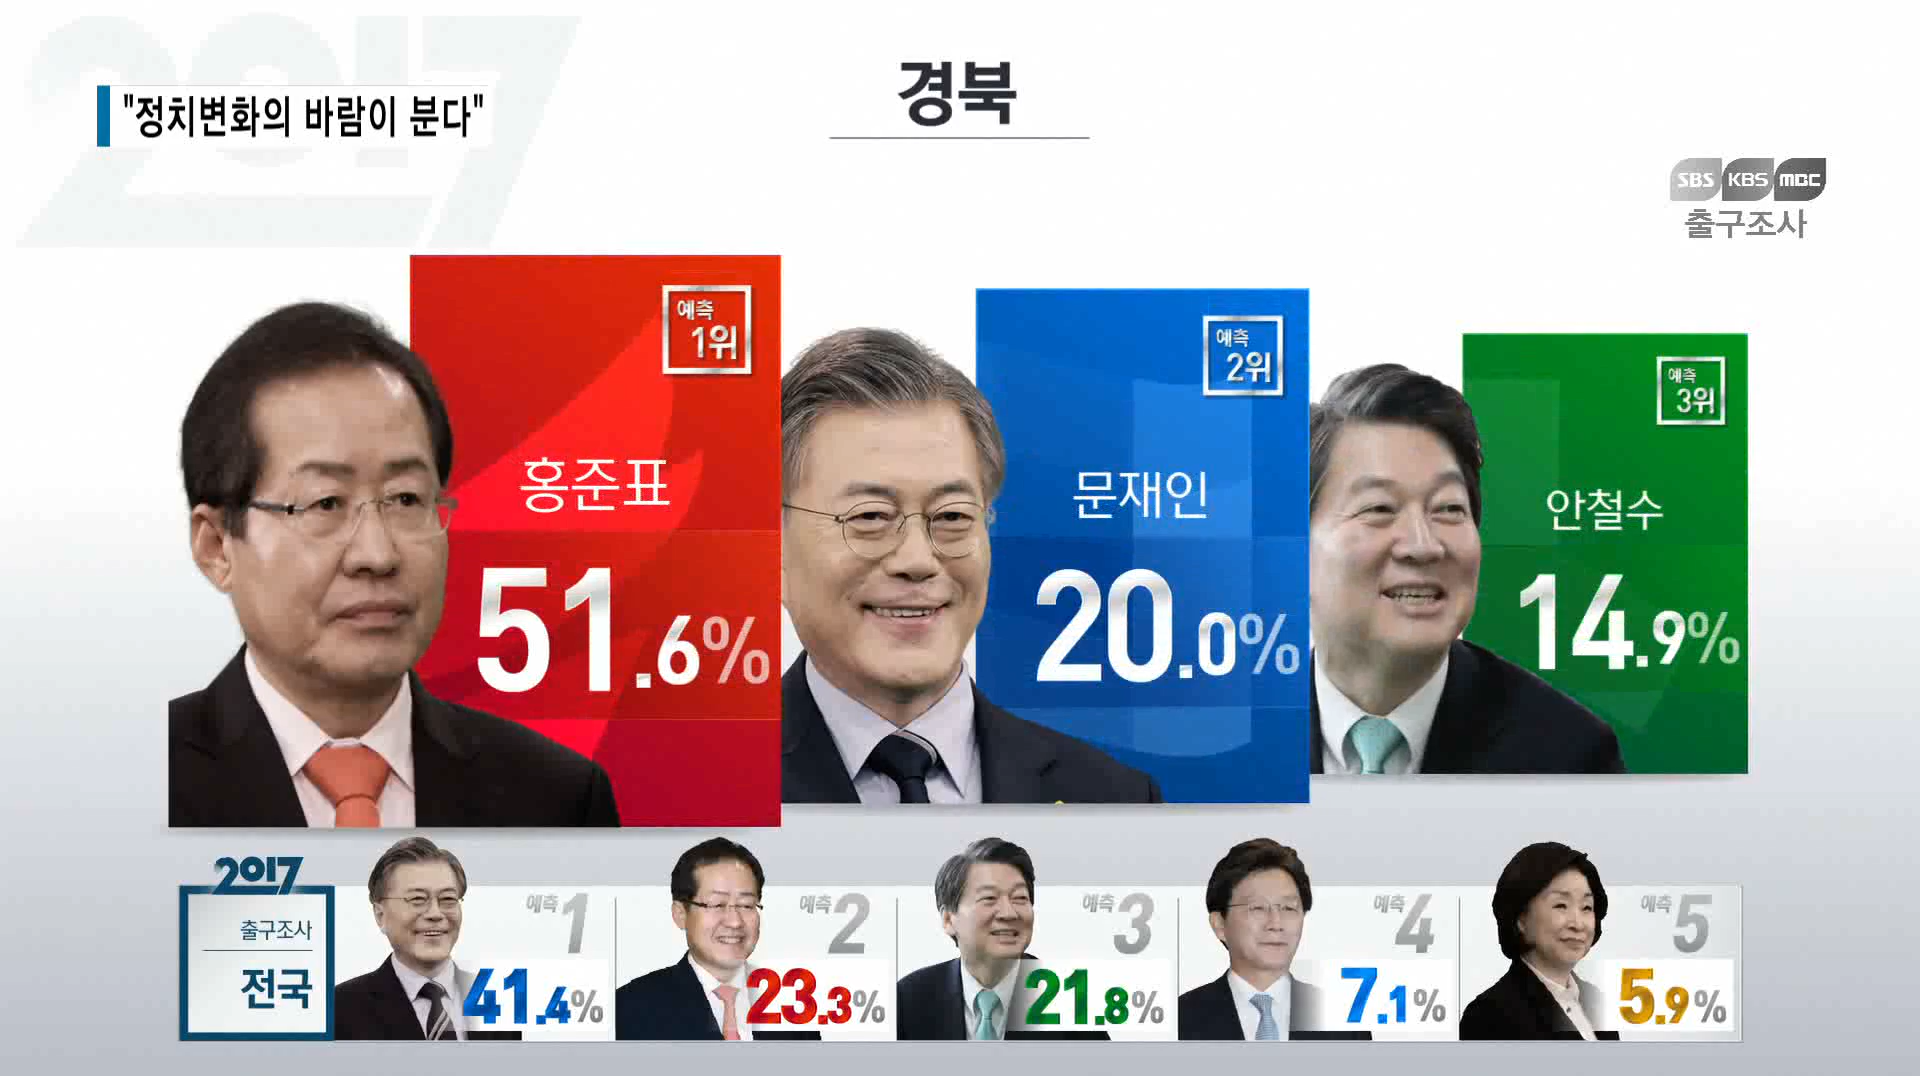 2017
경북
"정치변화의 바람이 분다"
SBS KBS MBC
출구조사
예측
1위
홍준표
51.6%
예측
2위
문재인
20.0%
예측
3위
안철수
14.9%
2017
출구조사
전국
예측 1
41.4%
예측 2
23.3%
예측 3
21.8%
예측 4
7.1%
예측 5
5.9%